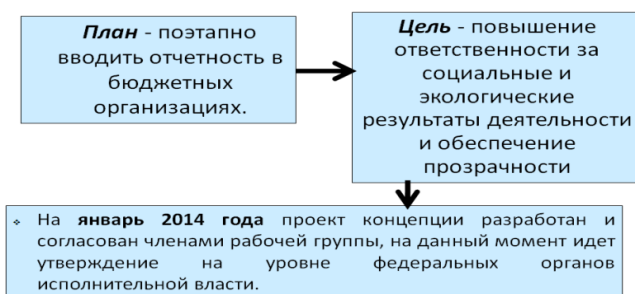 План - поэтапно
вводить отчетность в
бюджетных
организациях.
Цель - повышение
ответственности за
социальные и
экологические
результаты деятельности
и обеспечение
прозрачности
❖ На январь 2014 года проект концепции разработан и
согласован членами рабочей группы, на данный момент идет
утверждение на уровне федеральных органов
исполнительной власти.